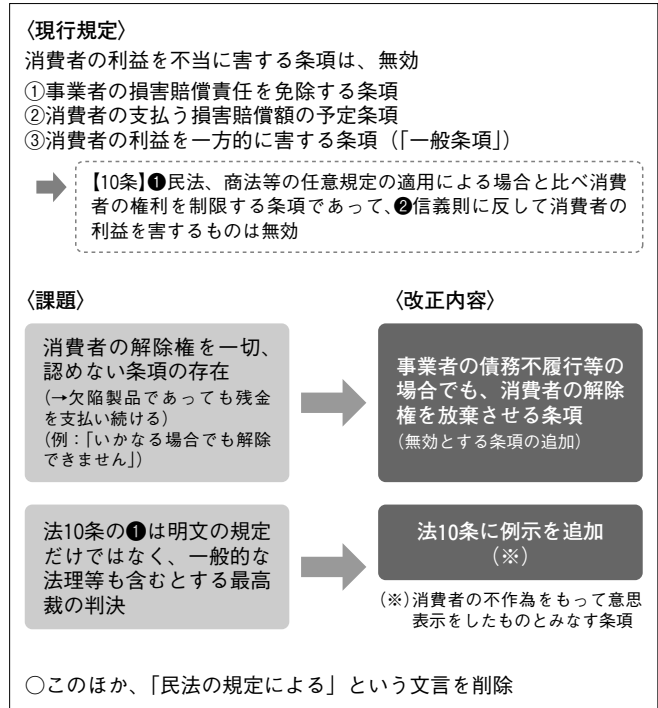 〈現行規定〉
消費者の利益を不当に害する条項は、無効
①事業者の損害賠償責任を免除する条項
②消費者の支払う損害賠償額の予定条項
③消費者の利益を一方的に害する条項（「一般条項」）
【10条】❶民法、商法等の任意規定の適用による場合と比べ消費
者の権利を制限する条項であって、❷信義則に反して消費者の
利益を害するものは無効
〈課題〉
消費者の解除権を一切、
認めない条項の存在
(→欠陥製品であっても残金
を支払い続ける)
(例：「いかなる場合でも解除
できません」)
〈改正内容〉
事業者の債務不履行等の
場合でも、消費者の解除
権を放棄させる条項
(無効とする条項の追加)
法10条の❶は明文の規定
だけではなく、一般的な
法理等も含むとする最高
裁の判決
法10条に例示を追加
(※)
(※)消費者の不作為をもって意思
表示をしたものとみなす条項
○このほか、「民法の規定による」という文言を削除